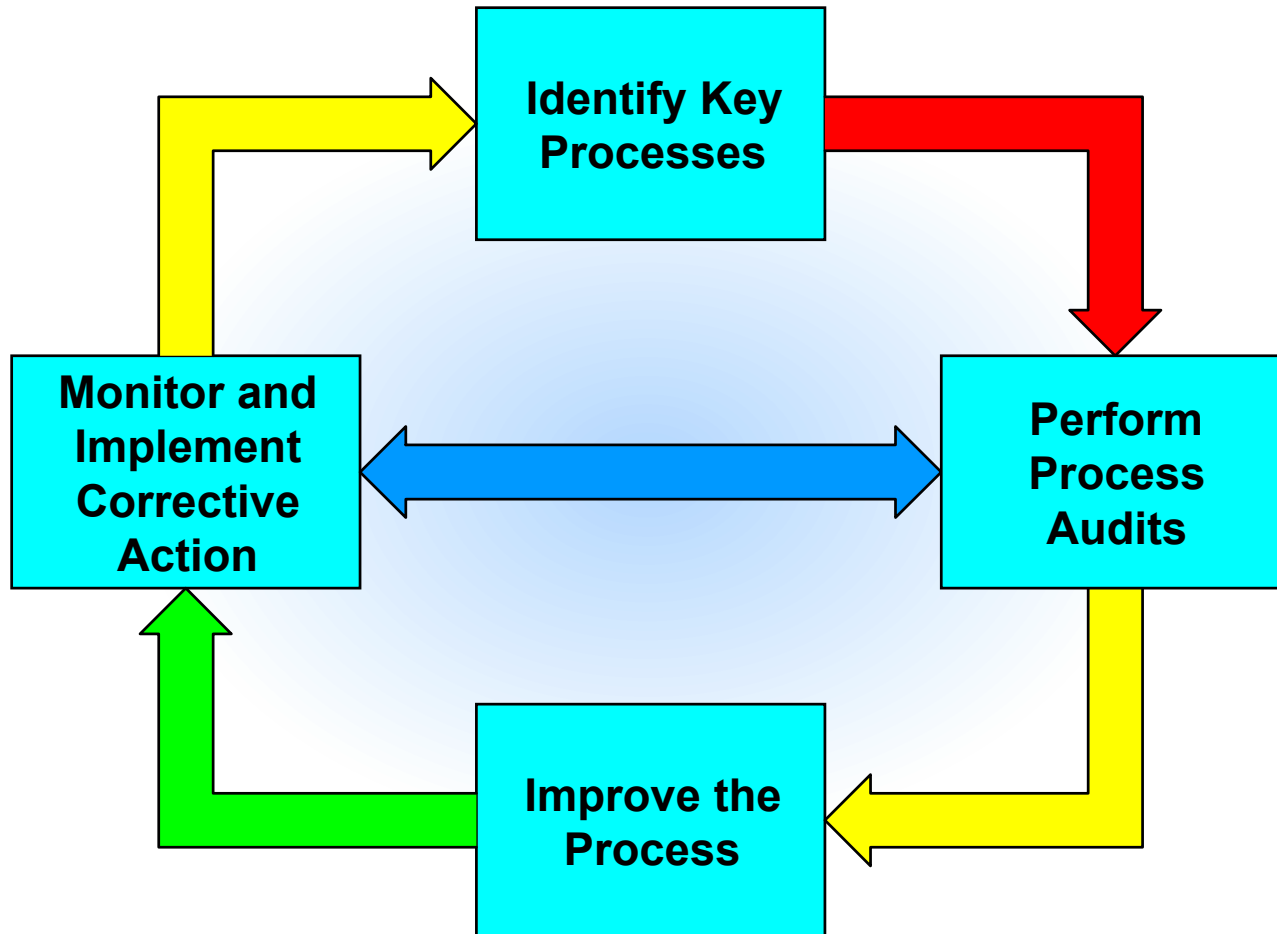 Identify Key
Processes
Monitor and
Implement
Corrective
Action
Perform
Process
Audits
Improve the
Process